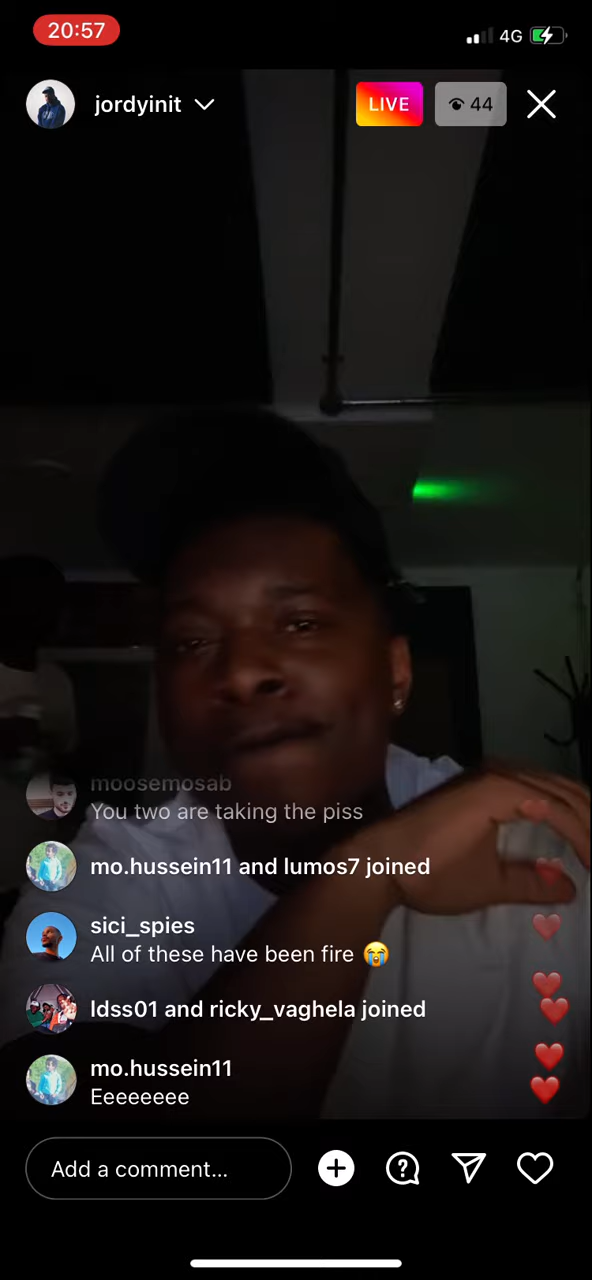 20:57
4G
jordyinit
LIVE
44
moosemosab
You two are taking the piss
mo.hussein11 and lumos7 joined
sici_spies
All of these have been fire 😭
ldss01 and ricky_vaghela joined
mo.hussein11
Eeeeeeee
Add a comment...